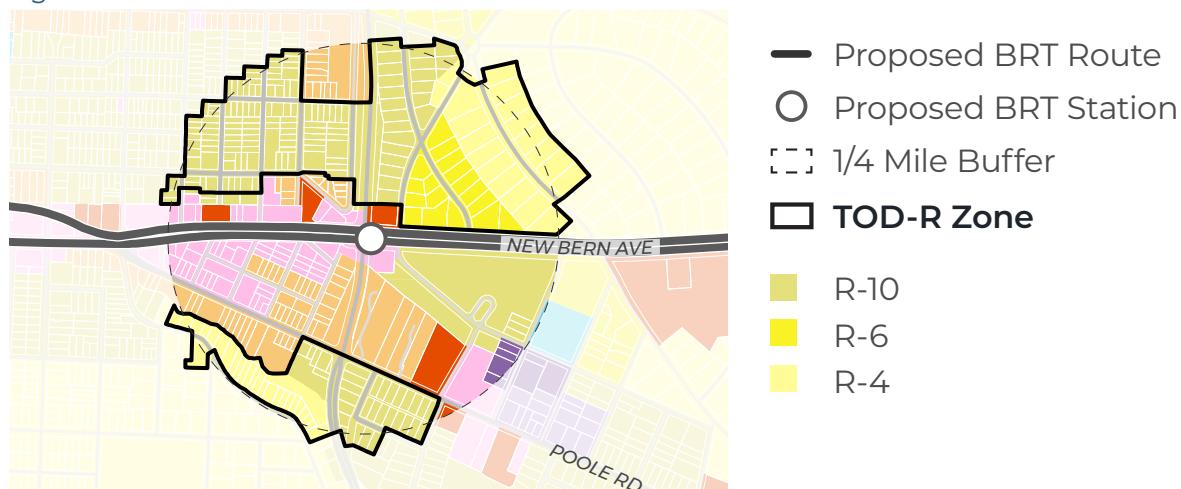 NEW BERN AVE
POOLE RD
Proposed BRT Route
Proposed BRT Station
1/4 Mile Buffer
TOD-R Zone
R-10
R-6
R-4